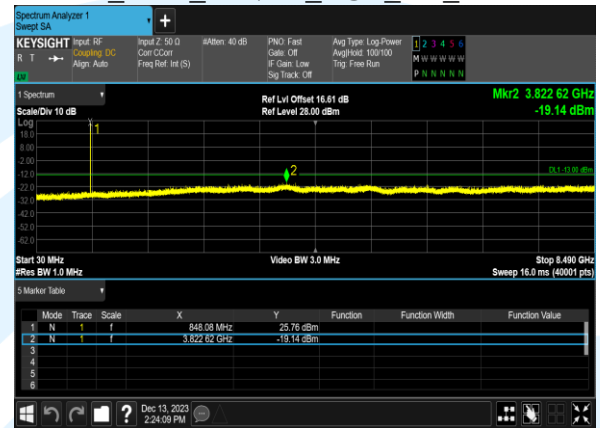 Spectrum Analyzer 1
Swept SA
KEYSIGHT
R T
Input: RF
Coupling: DC
Align: Auto
Input Z: 50 Ω
Corr CCorr
Freq Ref: Int (S)
#Atten: 40 dB
PNO: Fast
Gate: Off
IF Gain: Low
Sig Track: Off
Avg Type: Log-Power
Avg|Hold: 100/100
Trig: Free Run
1 2 3 4 5 6
M W W W W W
P N N N N N
1 Spectrum
Scale/Div 10 dB
Ref Lvl Offset 16.61 dB
Ref Level 28.00 dBm
Mkr2 3.822 62 GHz
-19.14 dBm
Log
18.0
8.00
-2.00
-12.0
-22.0
-32.0
-42.0
-52.0
-62.0
1
2
DL1 -13.00 dBm
Start 30 MHz
#Res BW 1.0 MHz
Video BW 3.0 MHz
Stop 8.490 GHz
Sweep 16.0 ms (40001 pts)
5 Marker Table
Mode Trace Scale X Y Function Function Width Function Value
1 N 1 f 848.08 MHz 25.76 dBm
2 N 1 f 3.822 62 GHz -19.14 dBm
3
4
5
6
?
Dec 13, 2023
2:24:09 PM